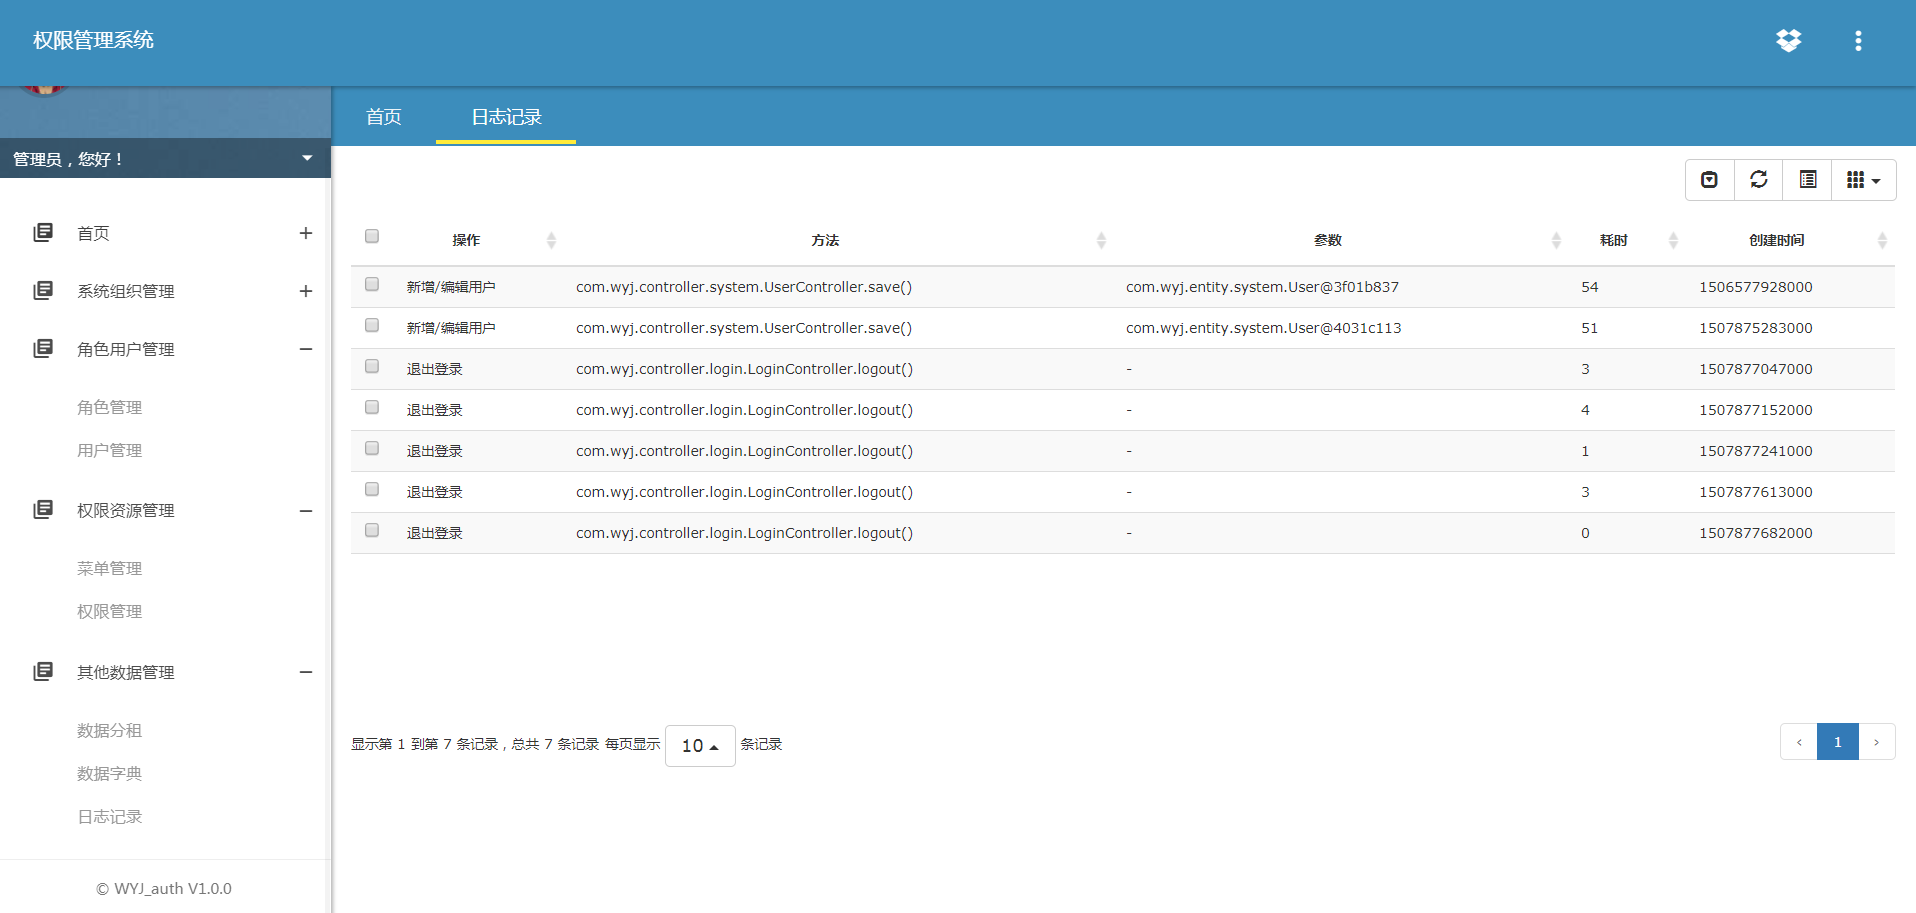 权限管理系统
首页 日志记录
管理员，您好！
首页
系统组织管理
角色用户管理
角色管理
用户管理
权限资源管理
菜单管理
权限管理
其他数据管理
数据分租
数据字典
日志记录
© WYJ_auth V1.0.0
操作 方法 参数 耗时 创建时间
新增/编辑用户 com.wyj.controller.system.UserController.save() com.wyj.entity.system.User@3f01b837 54 1506577928000
新增/编辑用户 com.wyj.controller.system.UserController.save() com.wyj.entity.system.User@4031c113 51 1507875283000
退出登录 com.wyj.controller.login.LoginController.logout() - 3 1507877047000
退出登录 com.wyj.controller.login.LoginController.logout() - 4 1507877152000
退出登录 com.wyj.controller.login.LoginController.logout() - 1 1507877241000
退出登录 com.wyj.controller.login.LoginController.logout() - 3 1507877613000
退出登录 com.wyj.controller.login.LoginController.logout() - 0 1507877682000
显示第 1 到第 7 条记录，总共 7 条记录 每页显示 10 条记录
‹ 1 ›